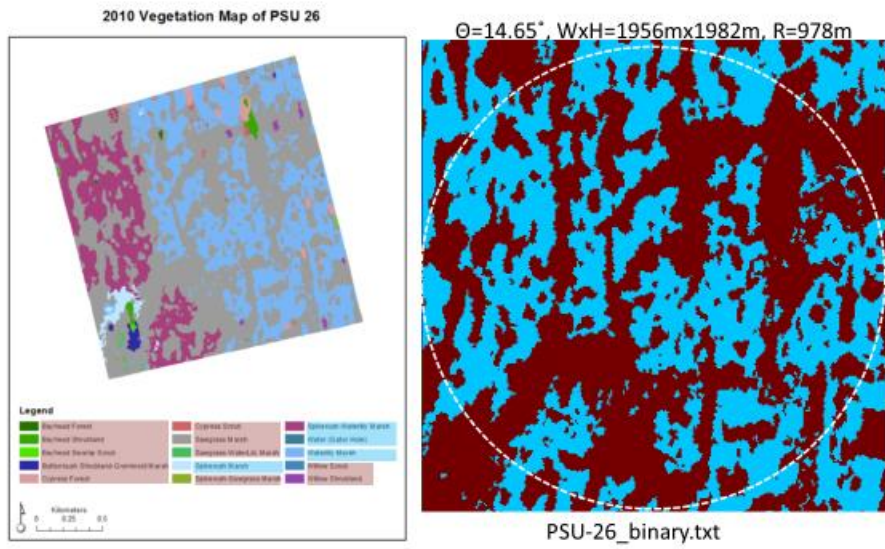 2010 Vegetation Map of PSU 26
Θ=14.65˚, WxH=1956mx1982m, R=978m
Legend
Bayhead Forest
Bayhead Shrubland
Bayhead Swamp Scrub
Buttonbush Shrubland-Graminoid Marsh
Cypress Forest
Cypress Scrub
Sawgrass Marsh
Sawgrass-WaterLily Marsh
Spikerush Marsh
Spikerush-Sawgrass Marsh
Spikerush-Waterlily Marsh
Water (Gator Hole)
Waterlily Marsh
Willow Scrub
Willow Shrubland
Kilometers
0 0.25 0.5
PSU-26_binary.txt